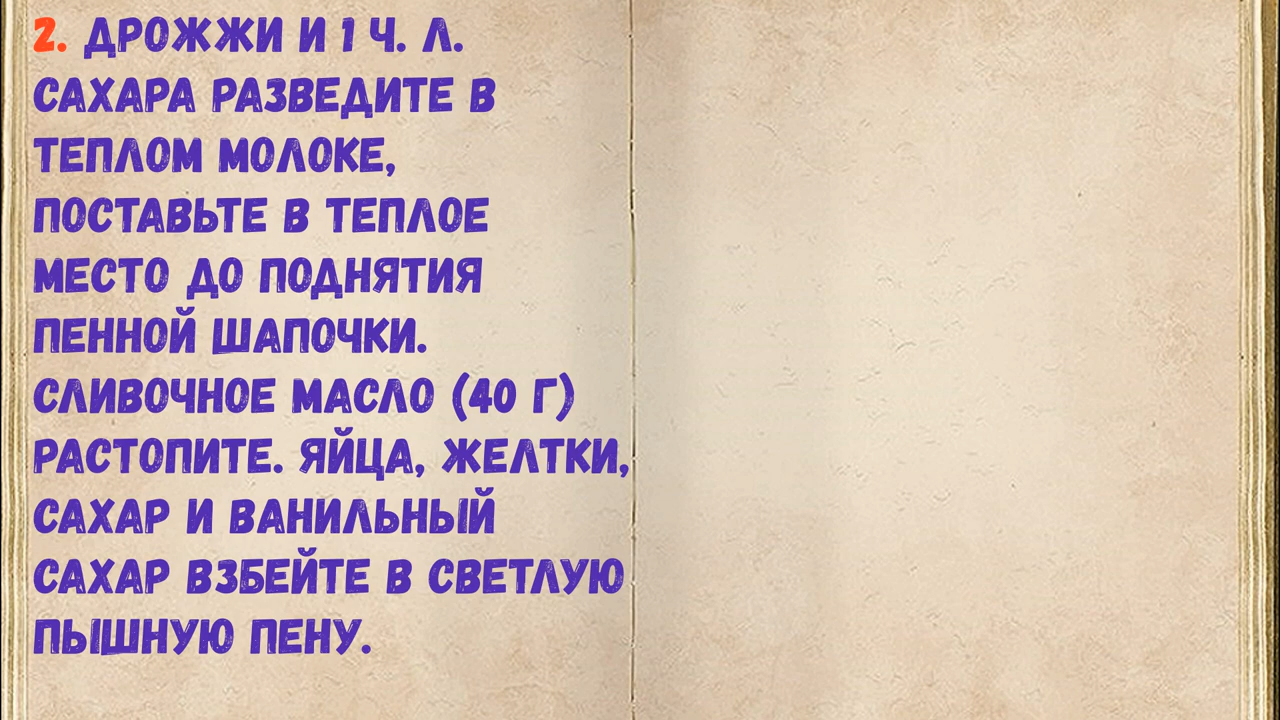 2. ДРОЖЖИ И 1 Ч. Л.
САХАРА РАЗВЕДИТЕ В
ТЕПЛОМ МОЛОКЕ,
ПОСТАВЬТЕ В ТЕПЛОЕ
МЕСТО ДО ПОДНЯТИЯ
ПЕННОЙ ШАПОЧКИ.
СЛИВОЧНОЕ МАСЛО (40 Г)
РАСТОПИТЕ. ЯЙЦА, ЖЕЛТКИ,
САХАР И ВАНИЛЬНЫЙ
САХАР ВЗБЕЙТЕ В СВЕТЛУЮ
ПЫШНУЮ ПЕНУ.